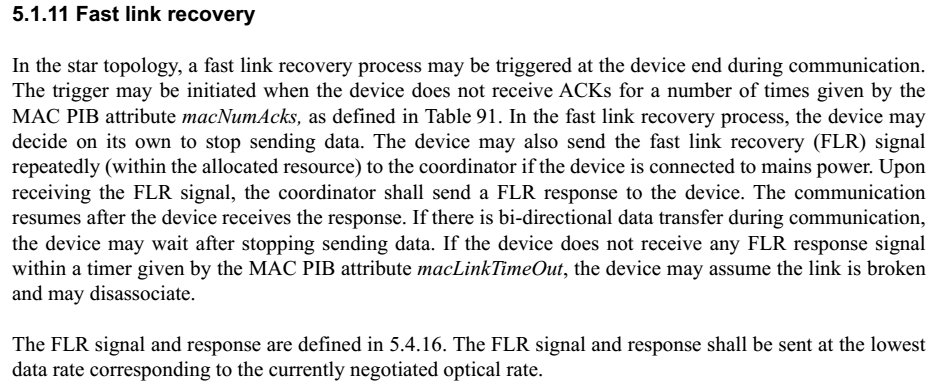 5.1.11 Fast link recovery
In the star topology, a fast link recovery process may be triggered at the device end during communication.
The trigger may be initiated when the device does not receive ACKs for a number of times given by the
MAC PIB attribute macNumAcks, as defined in Table 91. In the fast link recovery process, the device may
decide on its own to stop sending data. The device may also send the fast link recovery (FLR) signal
repeatedly (within the allocated resource) to the coordinator if the device is connected to mains power. Upon
receiving the FLR signal, the coordinator shall send a FLR response to the device. The communication
resumes after the device receives the response. If there is bi-directional data transfer during communication,
the device may wait after stopping sending data. If the device does not receive any FLR response signal
within a timer given by the MAC PIB attribute macLinkTimeOut, the device may assume the link is broken
and may disassociate.
The FLR signal and response are defined in 5.4.16. The FLR signal and response shall be sent at the lowest
data rate corresponding to the currently negotiated optical rate.